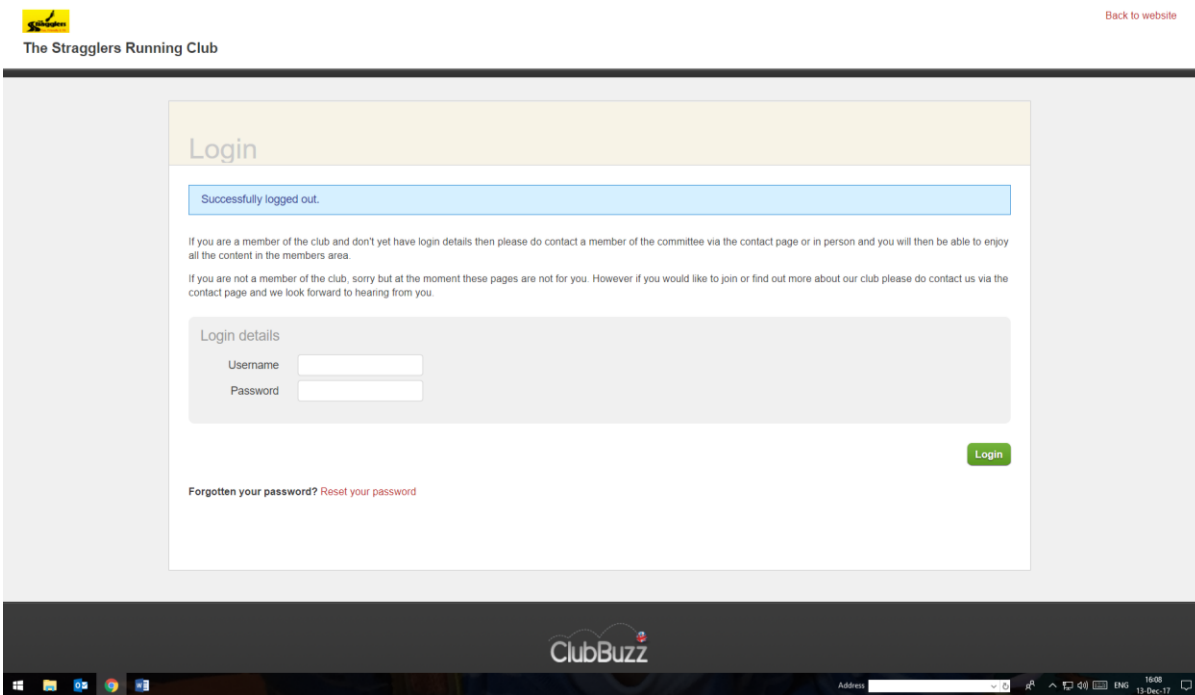 Stragglers
Back to website
The Stragglers Running Club
Login
Successfully logged out.
If you are a member of the club and don't yet have login details then please do contact a member of the committee via the contact page or in person and you will then be able to enjoy
all the content in the members area.
If you are not a member of the club, sorry but at the moment these pages are not for you. However if you would like to join or find out more about our club please do contact us via the
contact page and we look forward to hearing from you.
Login details
Username
Password
Login
Forgotten your password? Reset your password
ClubBuzz
Address
ENG
16:08
13-Dec-17